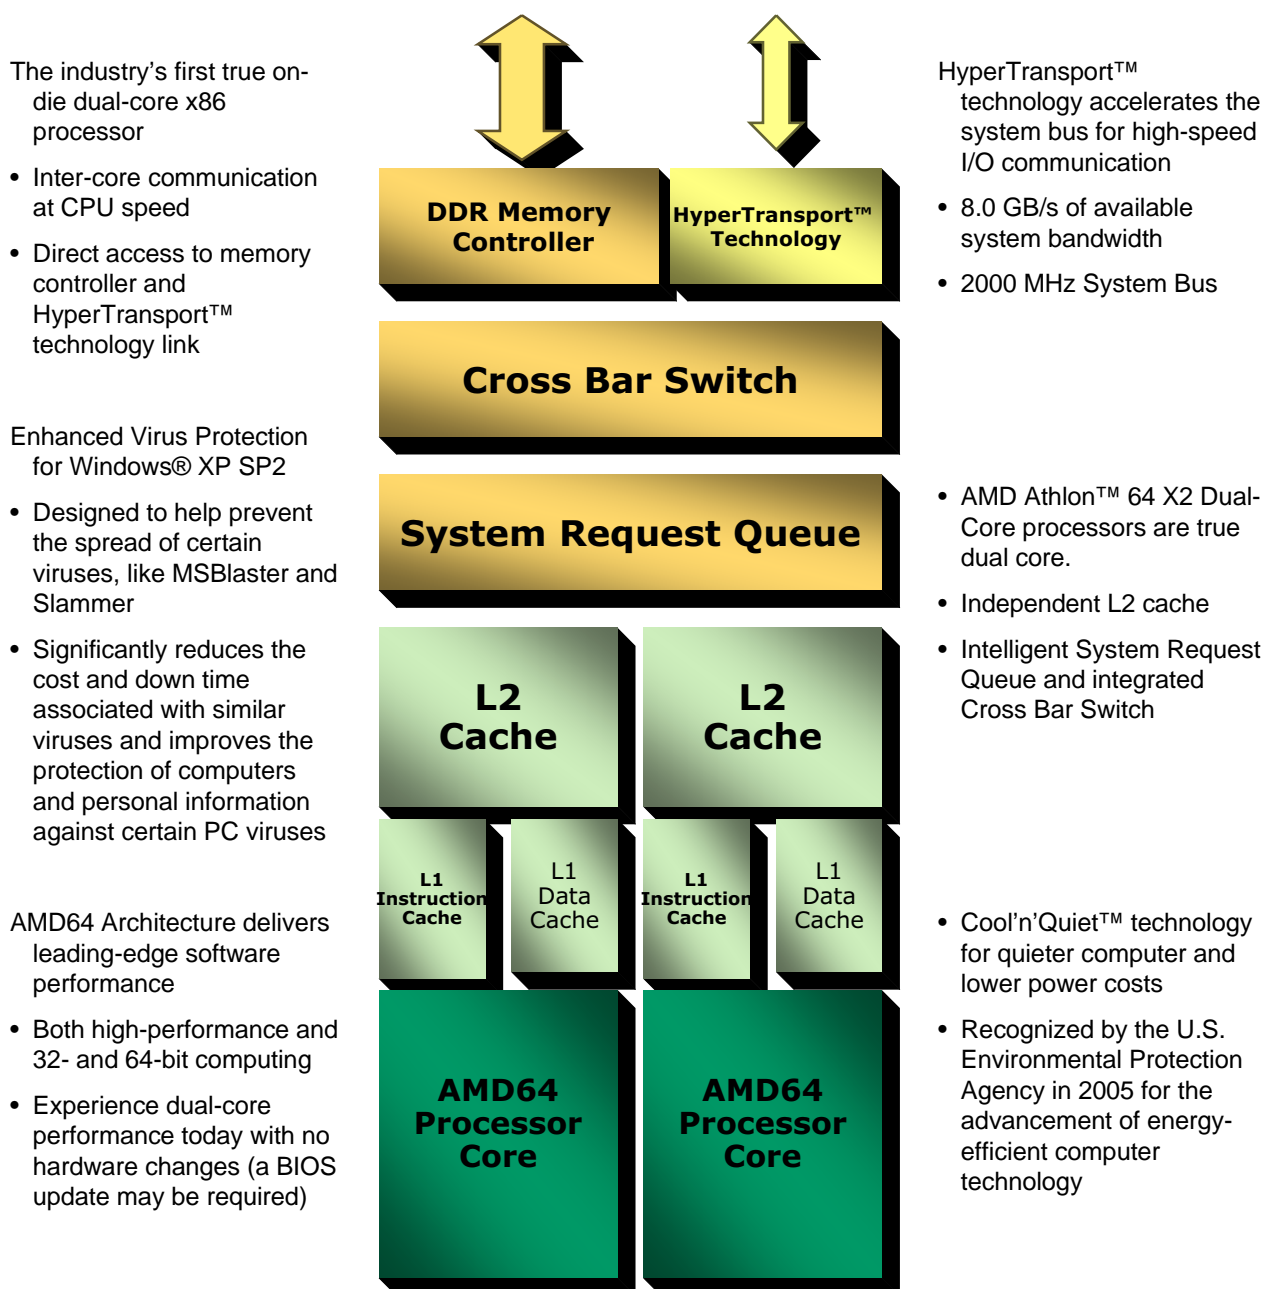 The industry's first true on-
die dual-core x86
processor
• Inter-core communication
at CPU speed
• Direct access to memory
controller and
HyperTransport™
technology link
Enhanced Virus Protection
for Windows® XP SP2
• Designed to help prevent
the spread of certain
viruses, like MSBlaster and
Slammer
• Significantly reduces the
cost and down time
associated with similar
viruses and improves the
protection of computers
and personal information
against certain PC viruses
AMD64 Architecture delivers
leading-edge software
performance
• Both high-performance and
32- and 64-bit computing
• Experience dual-core
performance today with no
hardware changes (a BIOS
update may be required)
DDR Memory
Controller
HyperTransport™
Technology
Cross Bar Switch
System Request Queue
L2
Cache
L2
Cache
L1
Instruction
Cache
L1
Data
Cache
L1
Instruction
Cache
L1
Data
Cache
AMD64
Processor
Core
AMD64
Processor
Core
HyperTransport™
technology accelerates the
system bus for high-speed
I/O communication
• 8.0 GB/s of available
system bandwidth
• 2000 MHz System Bus
• AMD Athlon™ 64 X2 Dual-
Core processors are true
dual core.
• Independent L2 cache
• Intelligent System Request
Queue and integrated
Cross Bar Switch
• Cool'n'Quiet™ technology
for quieter computer and
lower power costs
• Recognized by the U.S.
Environmental Protection
Agency in 2005 for the
advancement of energy-
efficient computer
technology